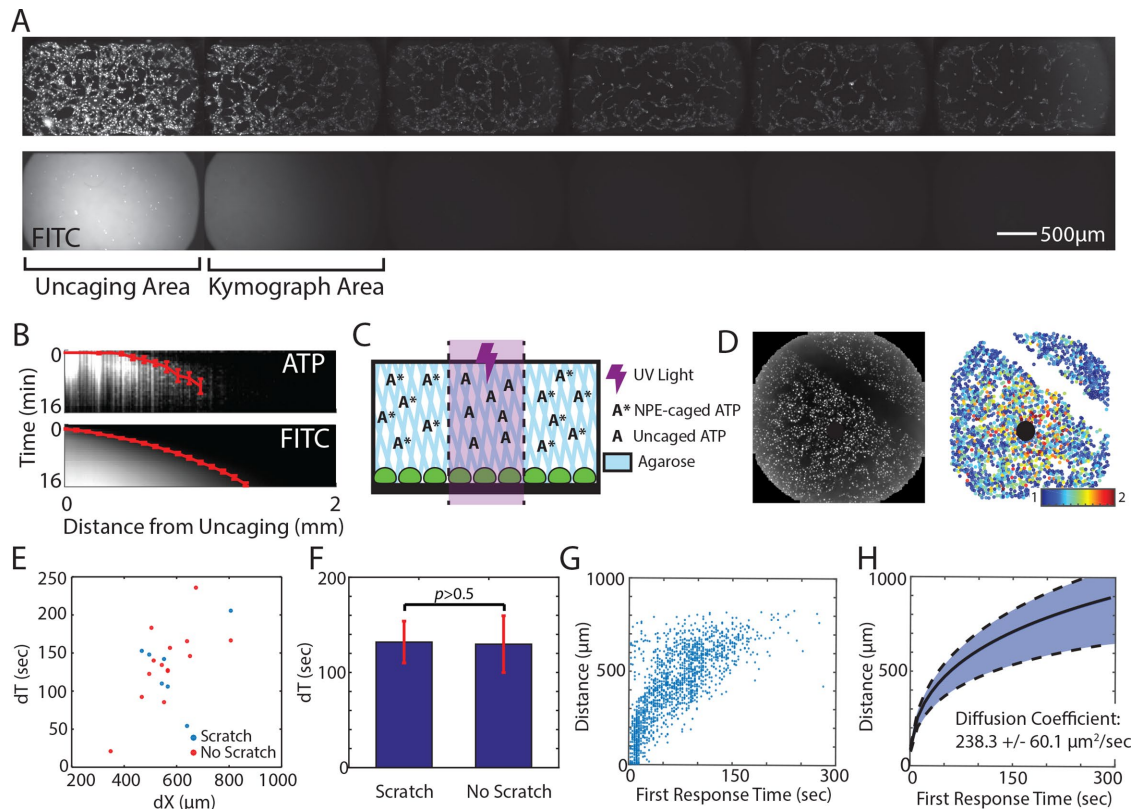 A
FITC
500µm
Uncaging Area
Kymograph Area
B
ATP
FITC
0
16
0
16
Time (min)
0
2
Distance from Uncaging (mm)
C
A* A* A A A* A*
A* A A A*
A* A* A A A* A*
A* A A*
UV Light
A* NPE-caged ATP
A Uncaged ATP
Agarose
D
1
2
E
250
200
150
100
50
0
dT (sec)
Scratch
No Scratch
200 400 600 800 1000
dX (µm)
F
200
160
120
80
40
0
dT (sec)
p>0.5
Scratch
No Scratch
G
1000
500
0
Distance (µm)
0 150 300
First Response Time (sec)
H
1000
500
0
Distance (µm)
Diffusion Coefficient:
238.3 +/- 60.1 µm²/sec
0 150 300
First Response Time (sec)